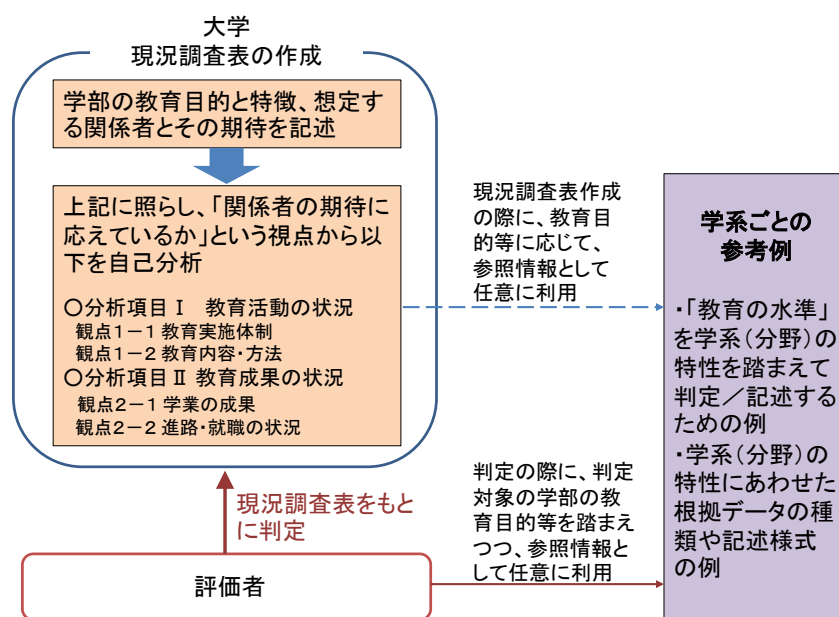 大学
現況調査表の作成
学部の教育目的と特徴、想定す
る関係者とその期待を記述
上記に照らし、「関係者の期待に
応えているか」という視点から以
下を自己分析
○分析項目Ⅰ 教育活動の状況
観点1－1 教育実施体制
観点1－2 教育内容・方法
○分析項目Ⅱ 教育成果の状況
観点2－1 学業の成果
観点2－2 進路・就職の状況
現況調査表作成
の際に、教育目
的等に応じて、
参照情報として
任意に利用
学系ごとの
参考例
・「教育の水準」
を学系(分野)の
特性を踏まえて
判定／記述する
ための例
・学系(分野)の
特性にあわせた
根拠データの種
類や記述様式
の例
現況調査表をもと
に判定
判定の際に、判定
対象の学部の教
育目的等を踏まえ
つつ、参照情報と
して任意に利用
評価者